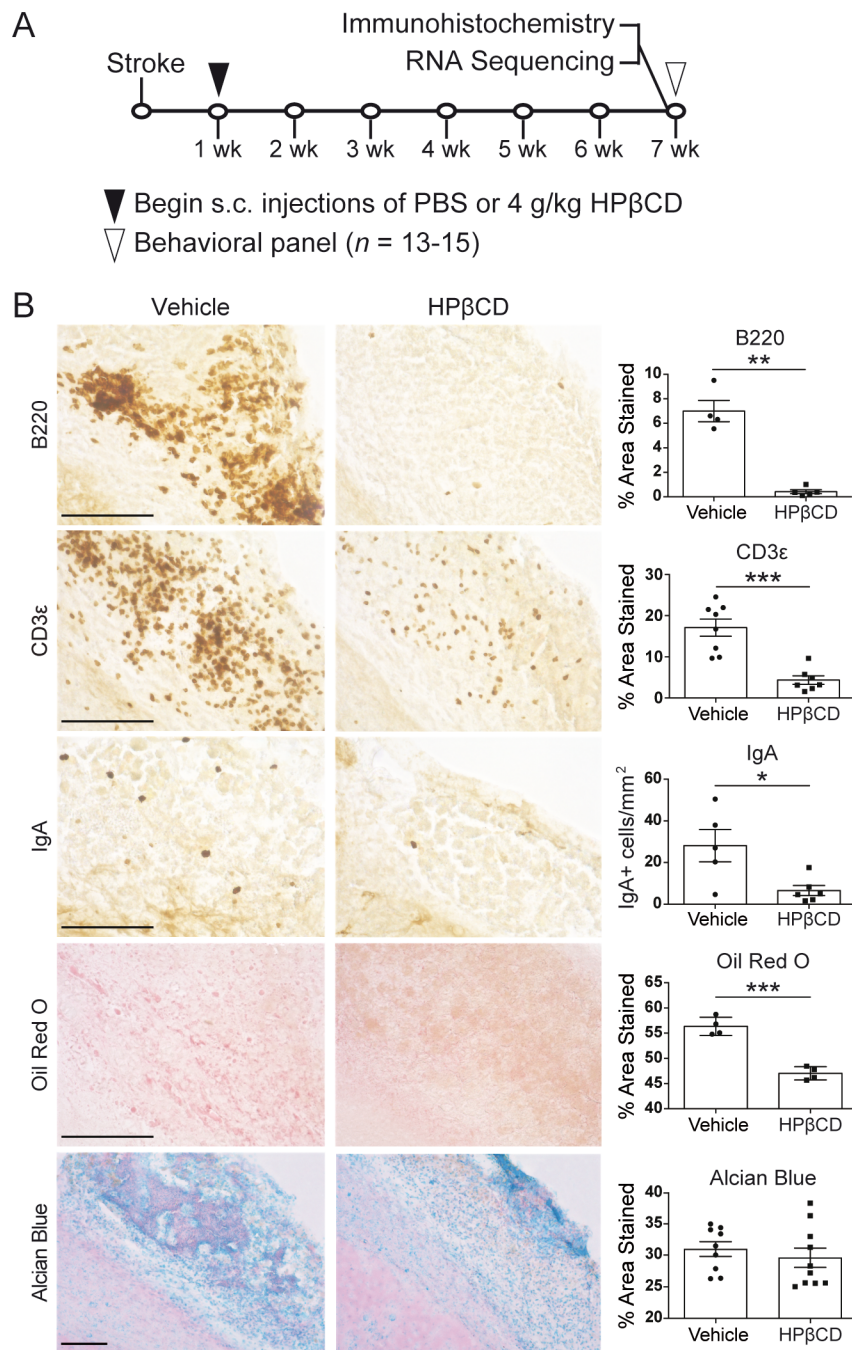 A
Immunohistochemistry
RNA Sequencing
Stroke
1 wk 2 wk 3 wk 4 wk 5 wk 6 wk 7 wk
Begin s.c. injections of PBS or 4 g/kg HPβCD
Behavioral panel (n = 13-15)
B
Vehicle HPβCD
B220
B220
**
% Area Stained
10
8
6
4
2
0
Vehicle HPβCD
CD3ε
CD3ε
***
% Area Stained
30
20
10
0
Vehicle HPβCD
IgA
IgA
*
IgA+ cells/mm²
60
40
20
0
Vehicle HPβCD
Oil Red O
Oil Red O
***
% Area Stained
65
60
55
50
45
40
Vehicle HPβCD
Alcian Blue
Alcian Blue
% Area Stained
40
35
30
25
20
Vehicle HPβCD